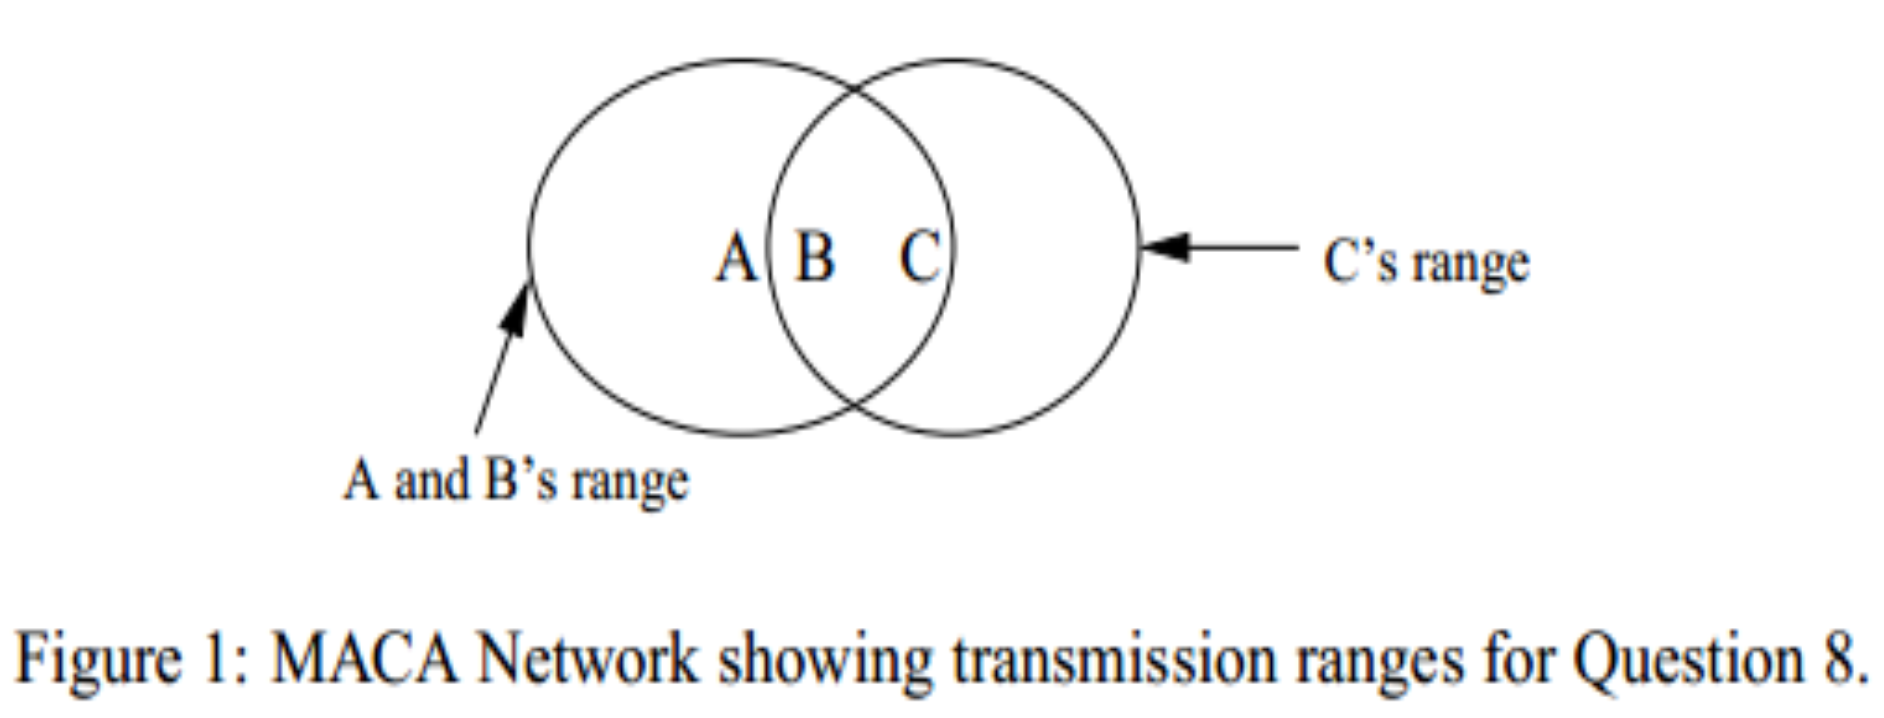 A B C
C’s range
A and B’s range
Figure 1: MACA Network showing transmission ranges for Question 8.